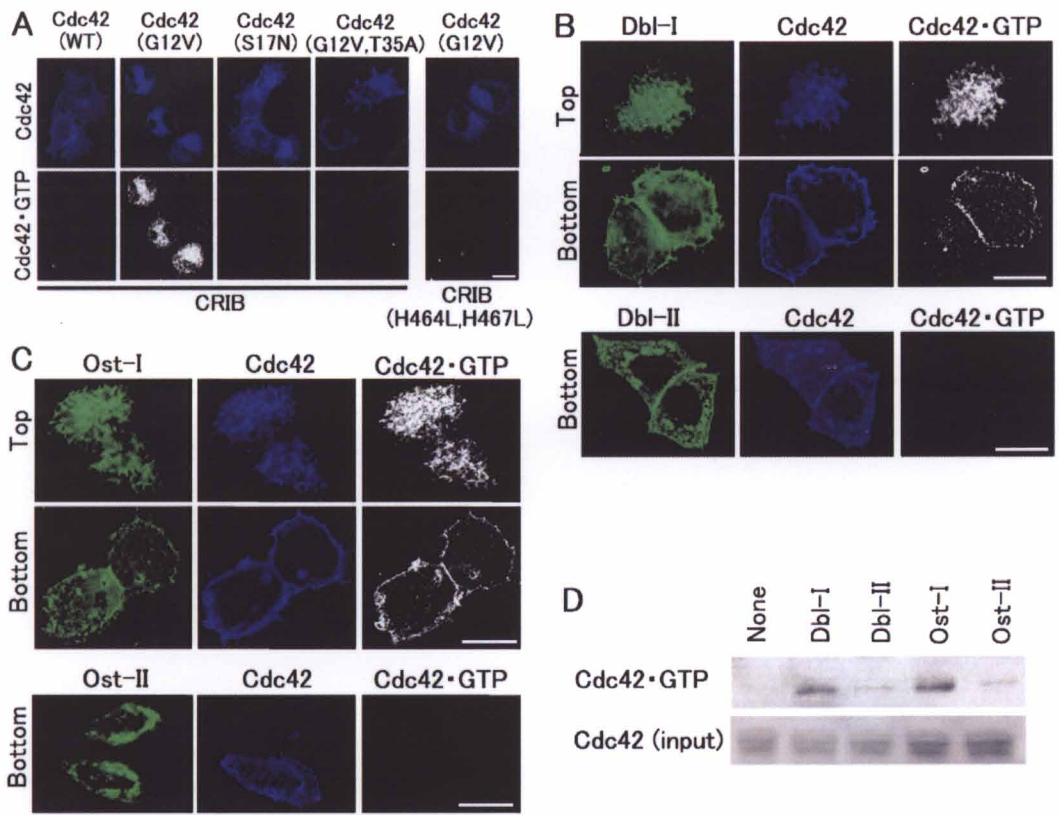 A
Cdc42 (WT)
Cdc42 (G12V)
Cdc42 (S17N)
Cdc42 (G12V,T35A)
Cdc42 (G12V)
Cdc42
Cdc42・GTP
CRIB
CRIB (H464L,H467L)
B
Dbl-I Cdc42 Cdc42・GTP
Top
Bottom
Dbl-II Cdc42 Cdc42・GTP
Bottom
C
Ost-I Cdc42 Cdc42・GTP
Top
Bottom
Ost-II Cdc42 Cdc42・GTP
Bottom
D
None Dbl-I Dbl-II Ost-I Ost-II
Cdc42・GTP
Cdc42 (input)